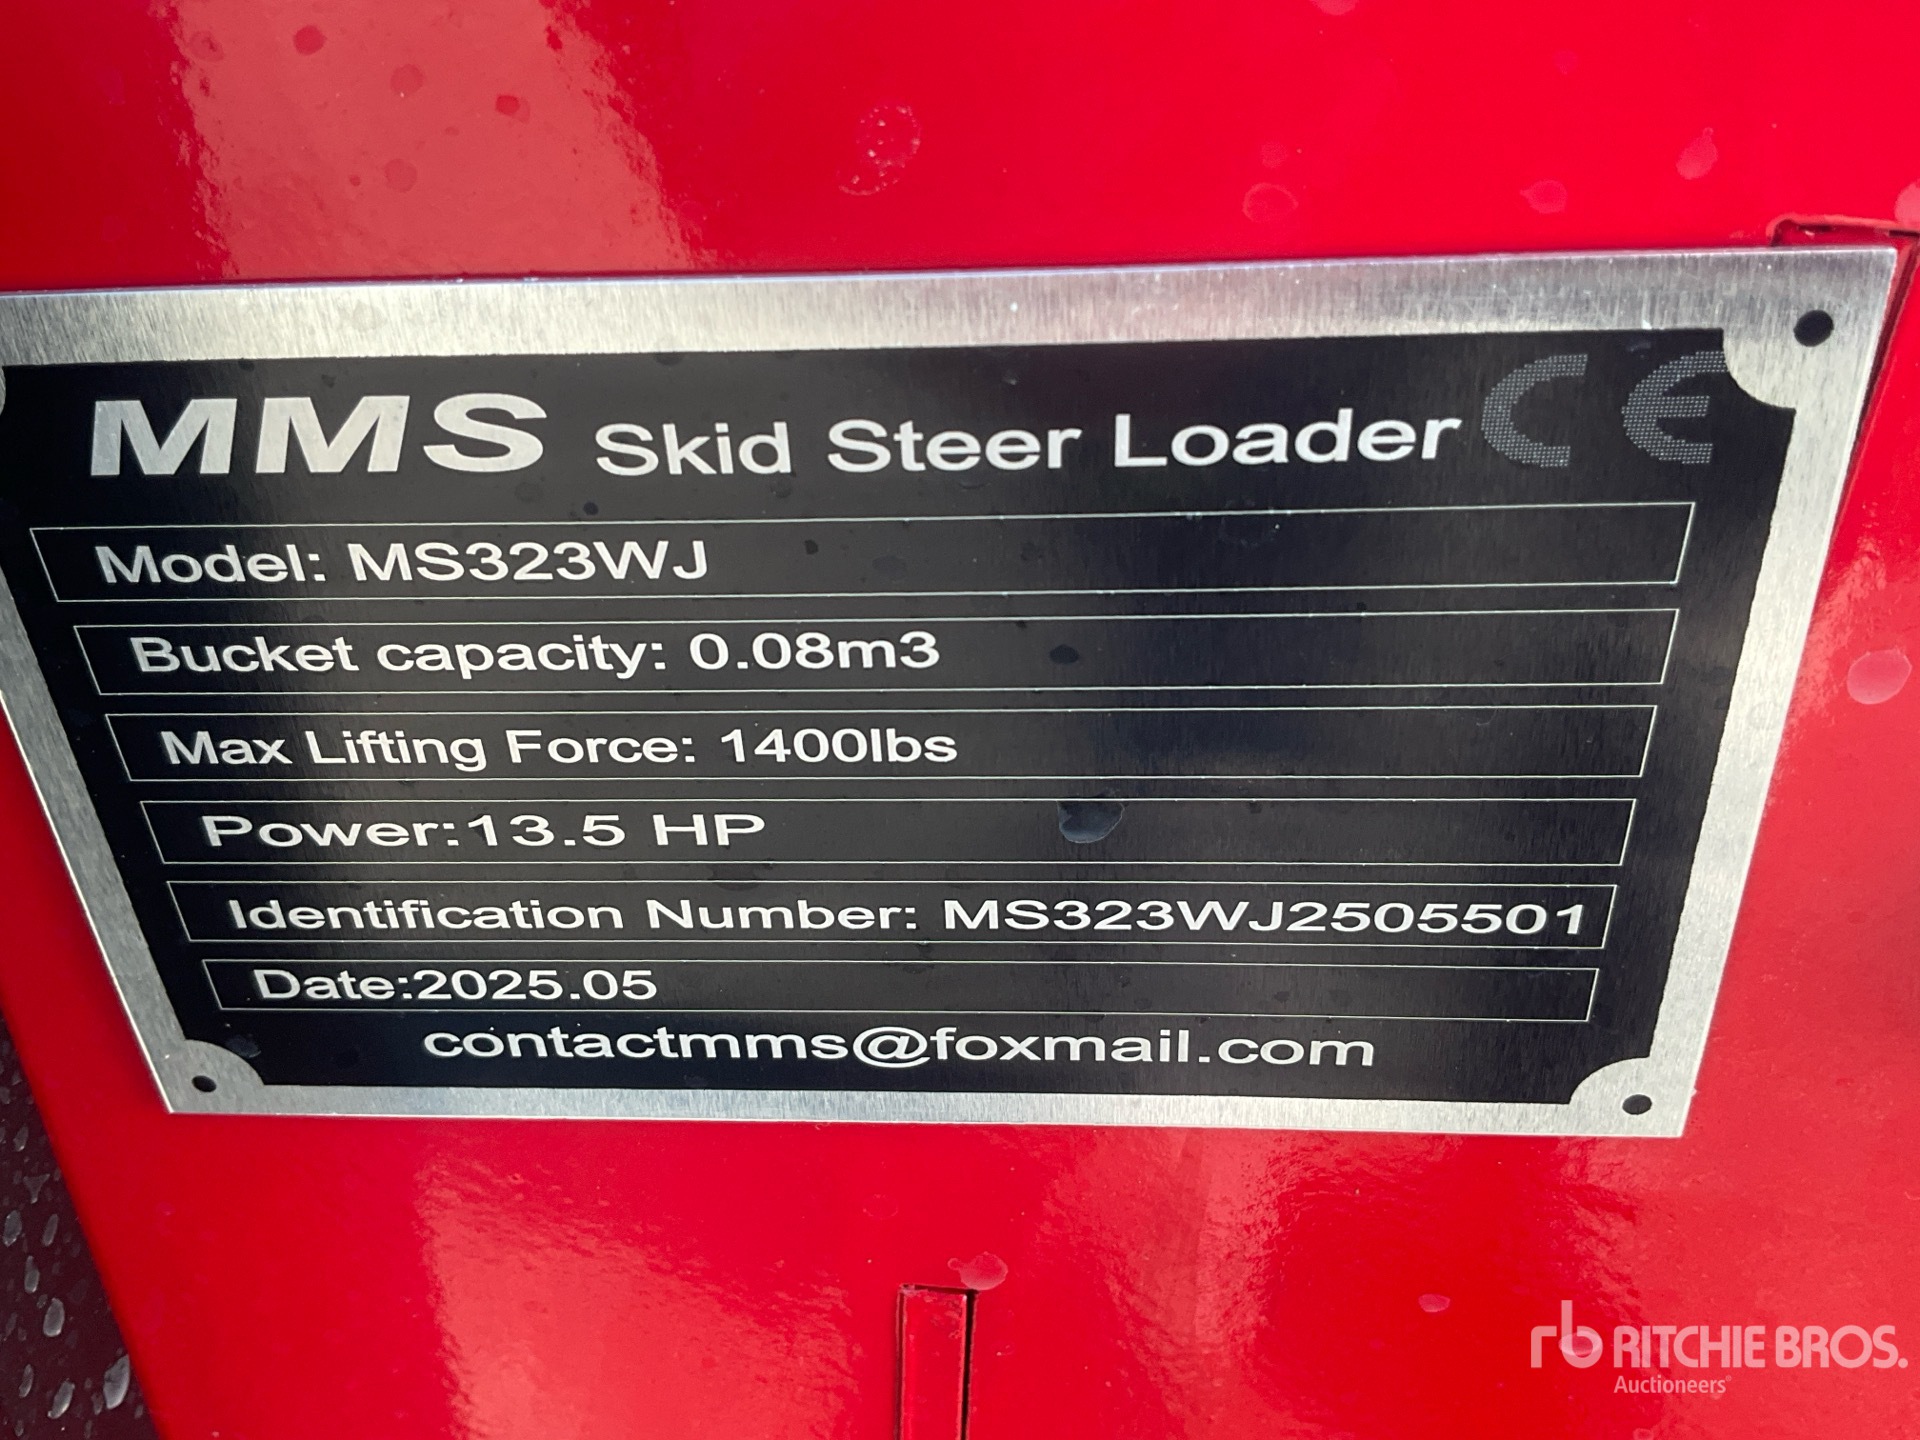 MMS Skid Steer Loader CE
Model: MS323WJ
Bucket capacity: 0.08m3
Max Lifting Force: 1400lbs
Power:13.5 HP
Identification Number: MS323WJ2505501
Date:2025.05
contactmms@foxmail.com
rb RITCHIE BROS.
Auctioneers